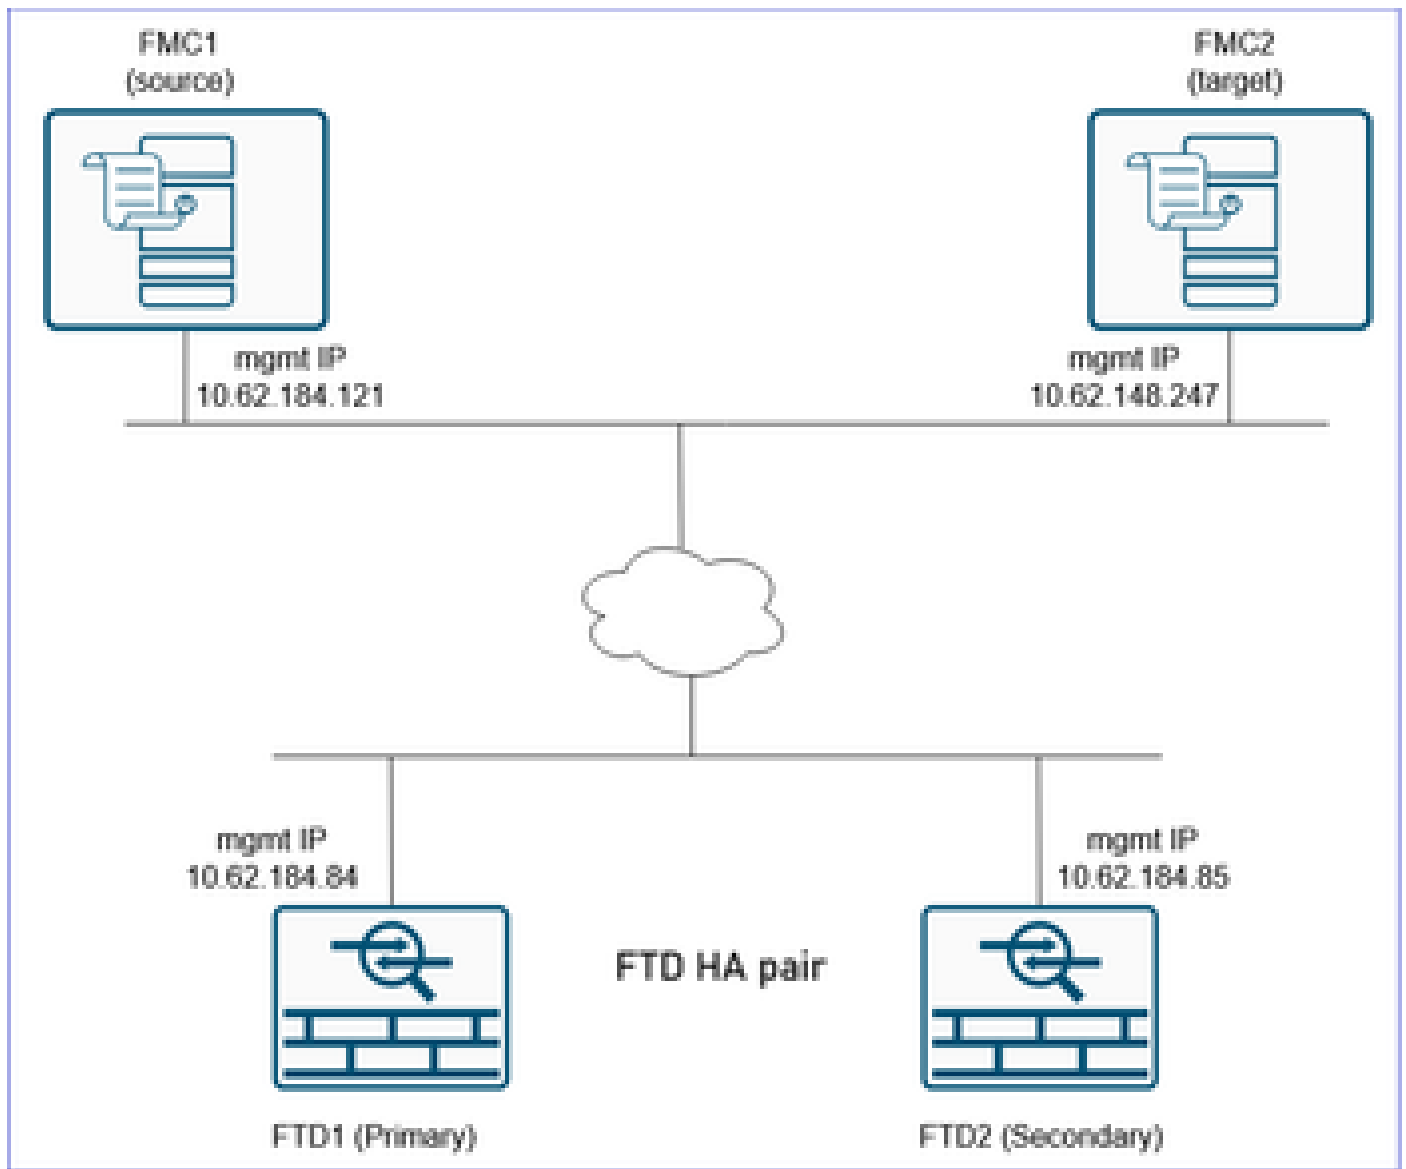 FMC1
(source)
FMC2
(target)
mgmt IP
10.62.184.121
mgmt IP
10.62.148.247
mgmt IP
10.62.184.84
mgmt IP
10.62.184.85
FTD HA pair
FTD1 (Primary)
FTD2 (Secondary)